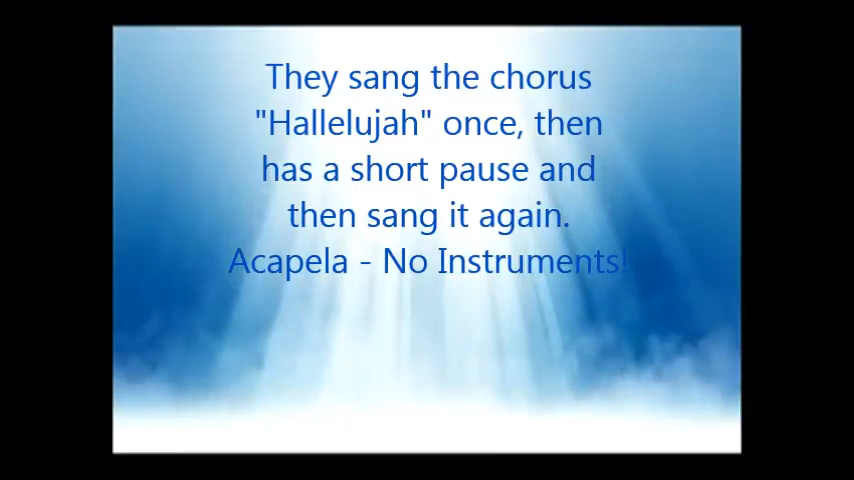 They sang the chorus
"Hallelujah" once, then
has a short pause and
then sang it again.
Acapela - No Instruments!